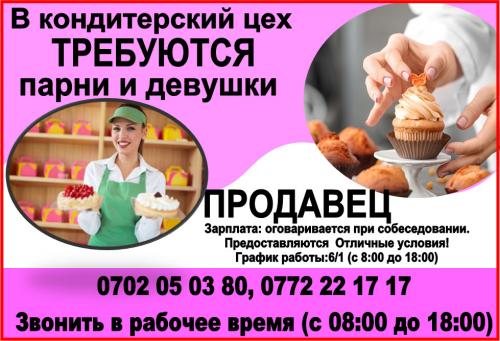 В кондитерский цех
ТРЕБУЮТСЯ
парни и девушки
ПРОДАВЕЦ
Зарплата: оговаривается при собеседовании.
Предоставляются Отличные условия!
График работы:6/1 (с 8:00 до 18:00)
0702 05 03 80, 0772 22 17 17
Звонить в рабочее время (с 08:00 до 18:00)